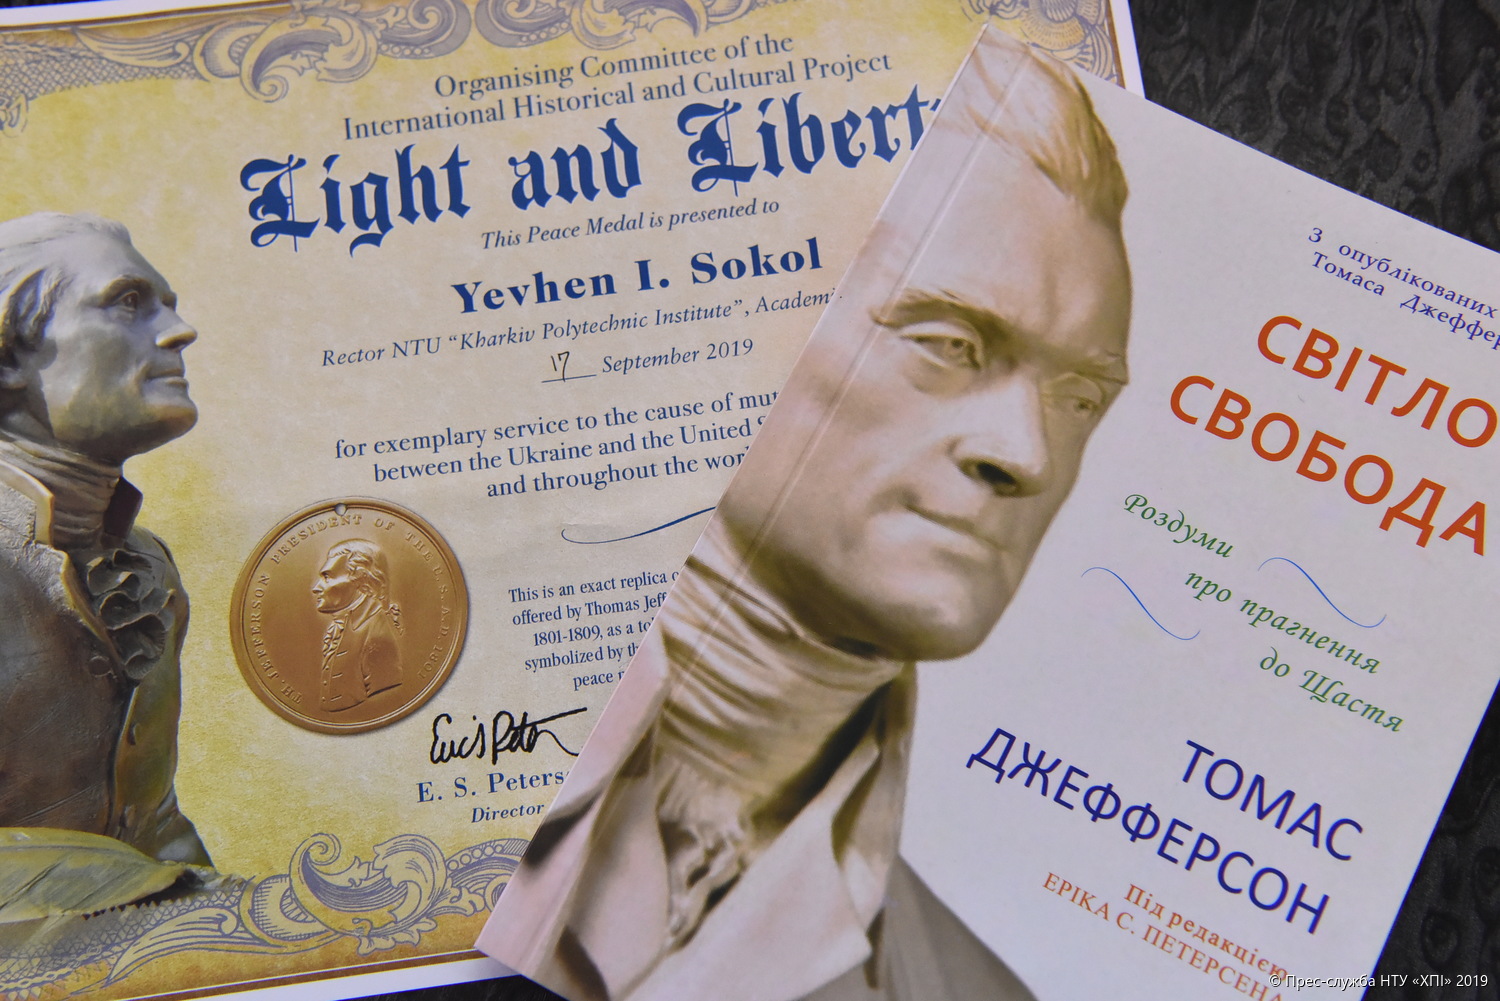 Organising Committee of the
International Historical and Cultural Project
Light and Libert
This Peace Medal is presented to
Yevhen I. Sokol
Rector NTU “Kharkiv Polytechnic Institute”, Academi
17 September 2019
for exemplary service to the cause of mut
between the Ukraine and the United S
and throughout the wor
TH. JEFFERSON PRESIDENT OF THE U.S. A.D. 1801
This is an exact replica o
offered by Thomas Jeff
1801-1809, as a to
symbolized by th
peace
E. S. Peters
Director
З опублікованих
Томаса Джеффер
СВІТЛО
СВОБОДА
Роздуми
про прагнення
до Щастя
ТОМАС
ДЖЕФФЕРСОН
Під редакцією
ЕРІКА С. ПЕТЕРСЕНА
© Прес-служба НТУ «ХПІ» 2019